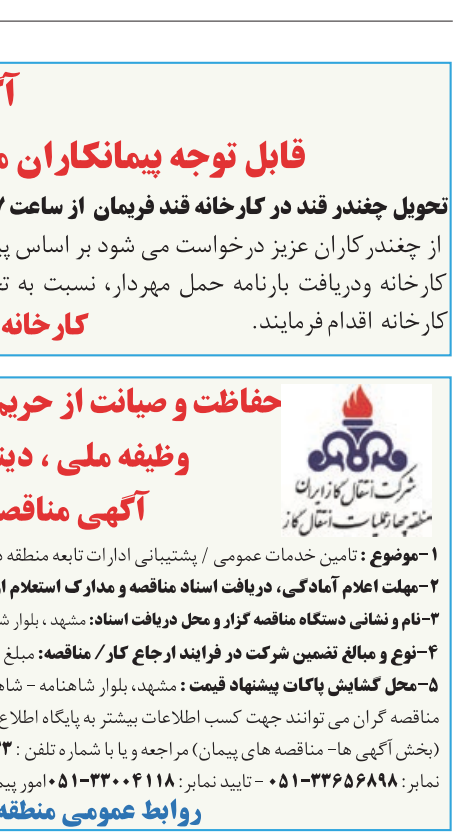 قابل توجه پیمانکاران
تحویل چغندر قند در کارخانه قند فریمان از ساعت ۷
از چغندرکاران عزیز درخواست می شود بر اساس
کارخانه ودریافت بارنامه حمل مهردار، نسبت به
کارخانه اقدام فرمایند.
کارخانه
حفاظت و صیانت از حریم
وظیفه ملی ، دینی
آگهی مناقصه
شرکت انتقال گاز ایران
منطقه چهار عملیات انتقال گاز
۱-موضوع : تامین خدمات عمومی / پشتیبانی ادارات تابعه منطقه
۲-مهلت اعلام آمادگی، دریافت اسناد مناقصه و مدارک استعلام
۳-نام و نشانی دستگاه مناقصه گزار و محل دریافت اسناد: مشهد ، بلوار
۴-نوع و مبالغ تضمین شرکت در فرایند ارجاع کار/ مناقصه: مبلغ
۵-محل گشایش پاکات پیشنهاد قیمت : مشهد، بلوار شاهنامه -
مناقصه گران می توانند جهت کسب اطلاعات بیشتر به پایگاه اطلاع
(بخش آگهی ها- مناقصه های پیمان) مراجعه و یا با شماره تلفن :
نمابر: ۳۳۶۵۶۸۹۸-۰۵۱ - تایید نمابر: ۳۳۰۰۴۱۱۸-۰۵۱ امور
روابط عمومی منطقه